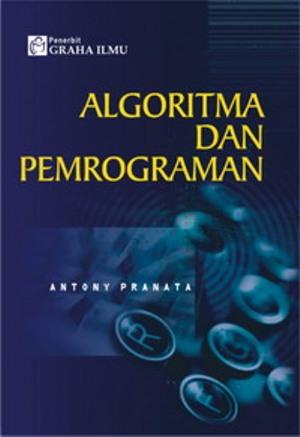 Penerbit
GRAHA ILMU
ALGORITMA
DAN
PEMROGRAMAN
ANTONY PRANATA
R
C